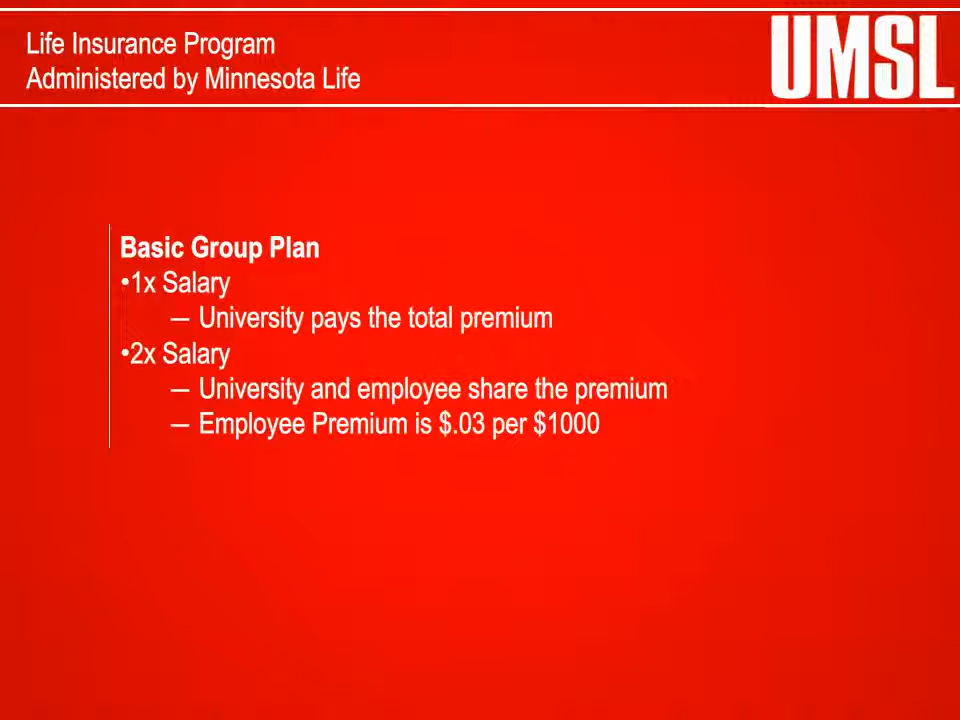 Life Insurance Program
Administered by Minnesota Life
UMSL
Basic Group Plan
•1x Salary
— University pays the total premium
•2x Salary
— University and employee share the premium
— Employee Premium is $.03 per $1000